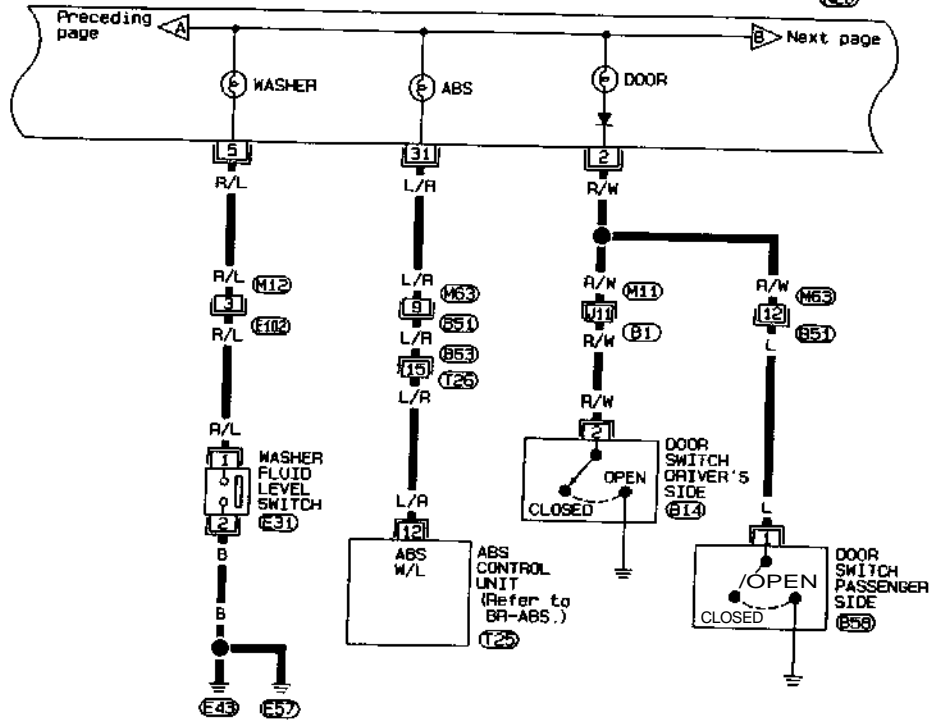 Preceding page
A
B
Next page
WASHER
ABS
DOOR
5
31
2
R/L
L/R
R/W
R/L
M12
L/R
M63
R/W
M11
R/W
M63
3
9
J11
12
R/L
E102
L/R
B51
R/W
B1
L
B51
B53
15
T26
L/R
R/L
R/W
2
1
WASHER
FLUID
LEVEL
SWITCH
E31
2
DOOR
SWITCH
DRIVER'S
SIDE
B14
OPEN
CLOSED
L/R
12
L
1
B
ABS
W/L
ABS
CONTROL
UNIT
(Refer to
BR-ABS.)
T25
DOOR
SWITCH
PASSENGER
SIDE
B58
/OPEN
CLOSED
B
E43
E57